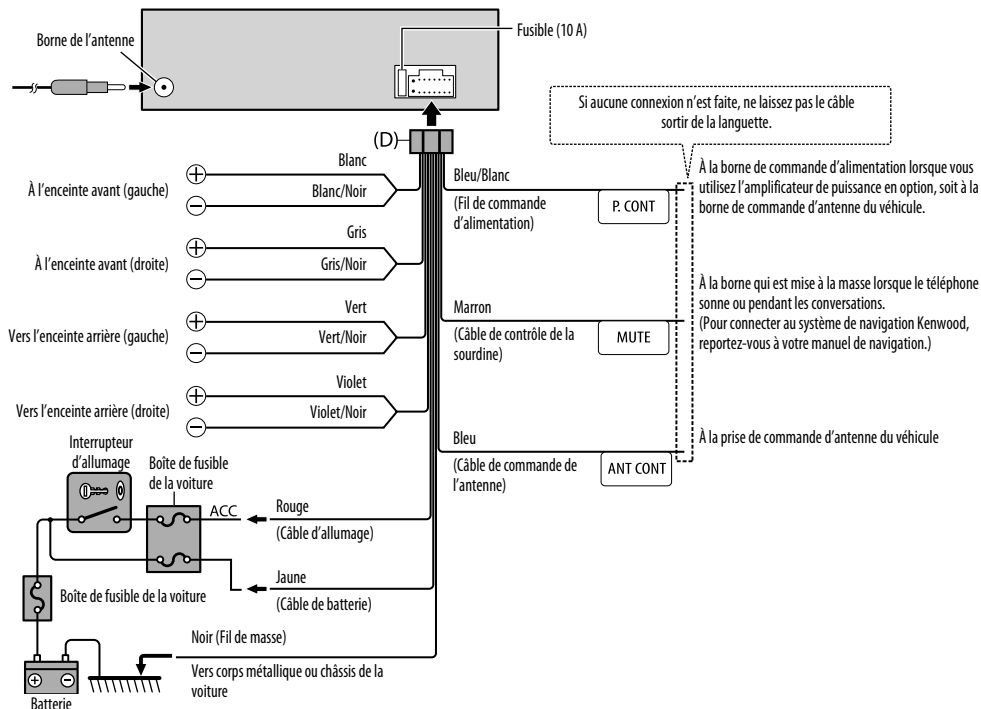 Borne de l'antenne
Fusible (10 A)
Si aucune connexion n'est faite, ne laissez pas le câble
sortir de la languette.
(D)
Blanc
Blanc/Noir
À l'enceinte avant (gauche)
Gris
Gris/Noir
À l'enceinte avant (droite)
Vert
Vert/Noir
Vers l'enceinte arrière (gauche)
Violet
Violet/Noir
Vers l'enceinte arrière (droite)
Bleu/Blanc
(Fil de commande
d'alimentation)
P. CONT
À la borne de commande d'alimentation lorsque vous
utilisez l'amplificateur de puissance en option, soit à la
borne de commande d'antenne du véhicule.
Marron
(Câble de contrôle de la
sourdine)
MUTE
À la borne qui est mise à la masse lorsque le téléphone
sonne ou pendant les conversations.
(Pour connecter au système de navigation Kenwood,
reportez-vous à votre manuel de navigation.)
Bleu
(Câble de commande de
l'antenne)
ANT CONT
À la prise de commande d'antenne du véhicule
Interrupteur
d'allumage
Boîte de fusible
de la voiture
ACC
Rouge
(Câble d'allumage)
Jaune
(Câble de batterie)
Boîte de fusible de la voiture
Noir (Fil de masse)
Vers corps métallique ou châssis de la
voiture
Batterie